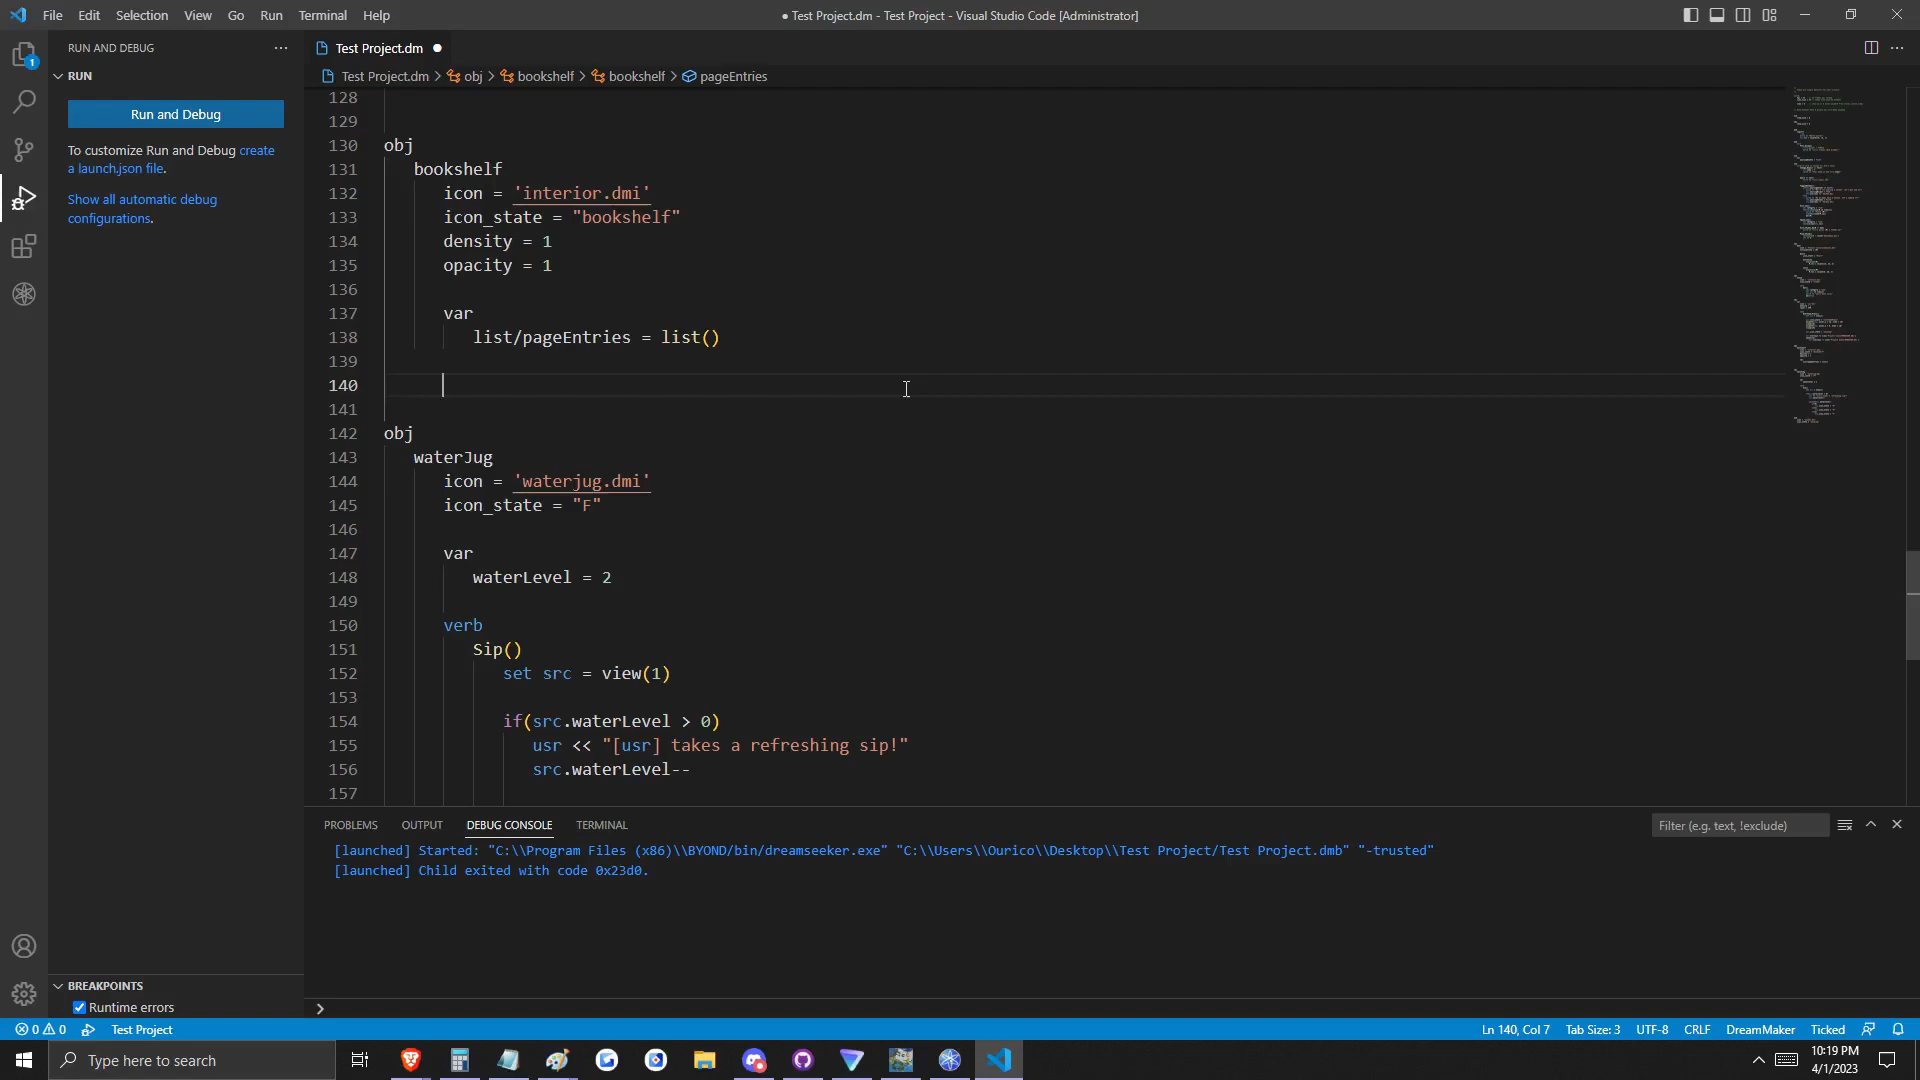 File Edit Selection View Go Run Terminal Help
● Test Project.dm - Test Project - Visual Studio Code [Administrator]
RUN AND DEBUG
Test Project.dm
RUN
Test Project.dm > obj > bookshelf > bookshelf > pageEntries
1
Run and Debug
To customize Run and Debug create
a launch.json file.
Show all automatic debug
configurations.
128
129
130 obj
131 bookshelf
132 icon = 'interior.dmi'
133 icon_state = "bookshelf"
134 density = 1
135 opacity = 1
136
137 var
138 list/pageEntries = list()
139
140
141
142 obj
143 waterJug
144 icon = 'waterjug.dmi'
145 icon_state = "F"
146
147 var
148 waterLevel = 2
149
150 verb
151 Sip()
152 set src = view(1)
153
154 if(src.waterLevel > 0)
155 usr << "[usr] takes a refreshing sip!"
156 src.waterLevel--
157
PROBLEMS OUTPUT DEBUG CONSOLE TERMINAL
Filter (e.g. text, !exclude)
[launched] Started: "C:\\Program Files (x86)\\BYOND/bin/dreamseeker.exe" "C:\\Users\\Ourico\\Desktop\\Test Project/Test Project.dmb" "-trusted"
[launched] Child exited with code 0x23d0.
BREAKPOINTS
Runtime errors
0 0 Test Project
Ln 140, Col 7 Tab Size: 3 UTF-8 CRLF DreamMaker Ticked
Type here to search
10:19 PM
4/1/2023